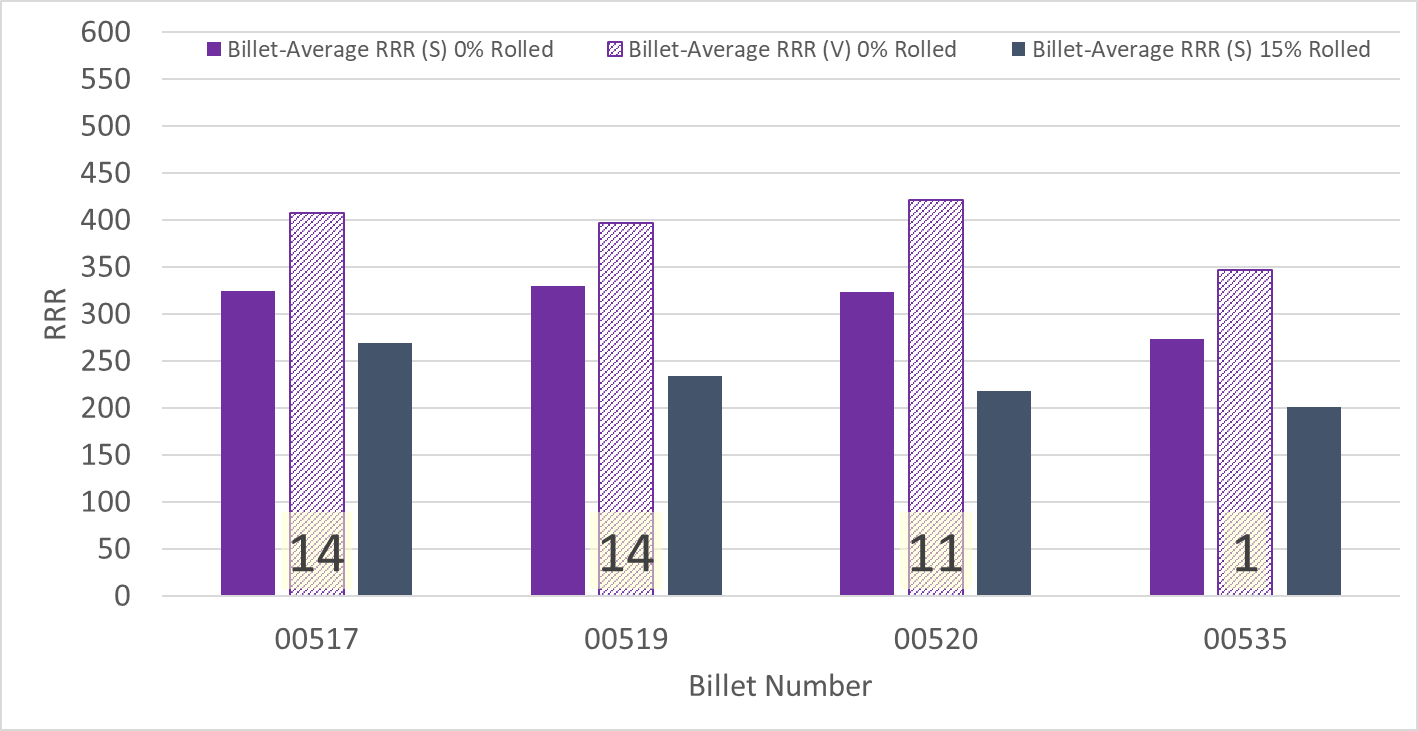 600
Billet-Average RRR (S) 0% Rolled Billet-Average RRR (V) 0% Rolled Billet-Average RRR (S) 15% Rolled
550
500
450
400
350
300
250
200
150
100
50
0
RRR
14 14 11 1
00517 00519 00520 00535
Billet Number